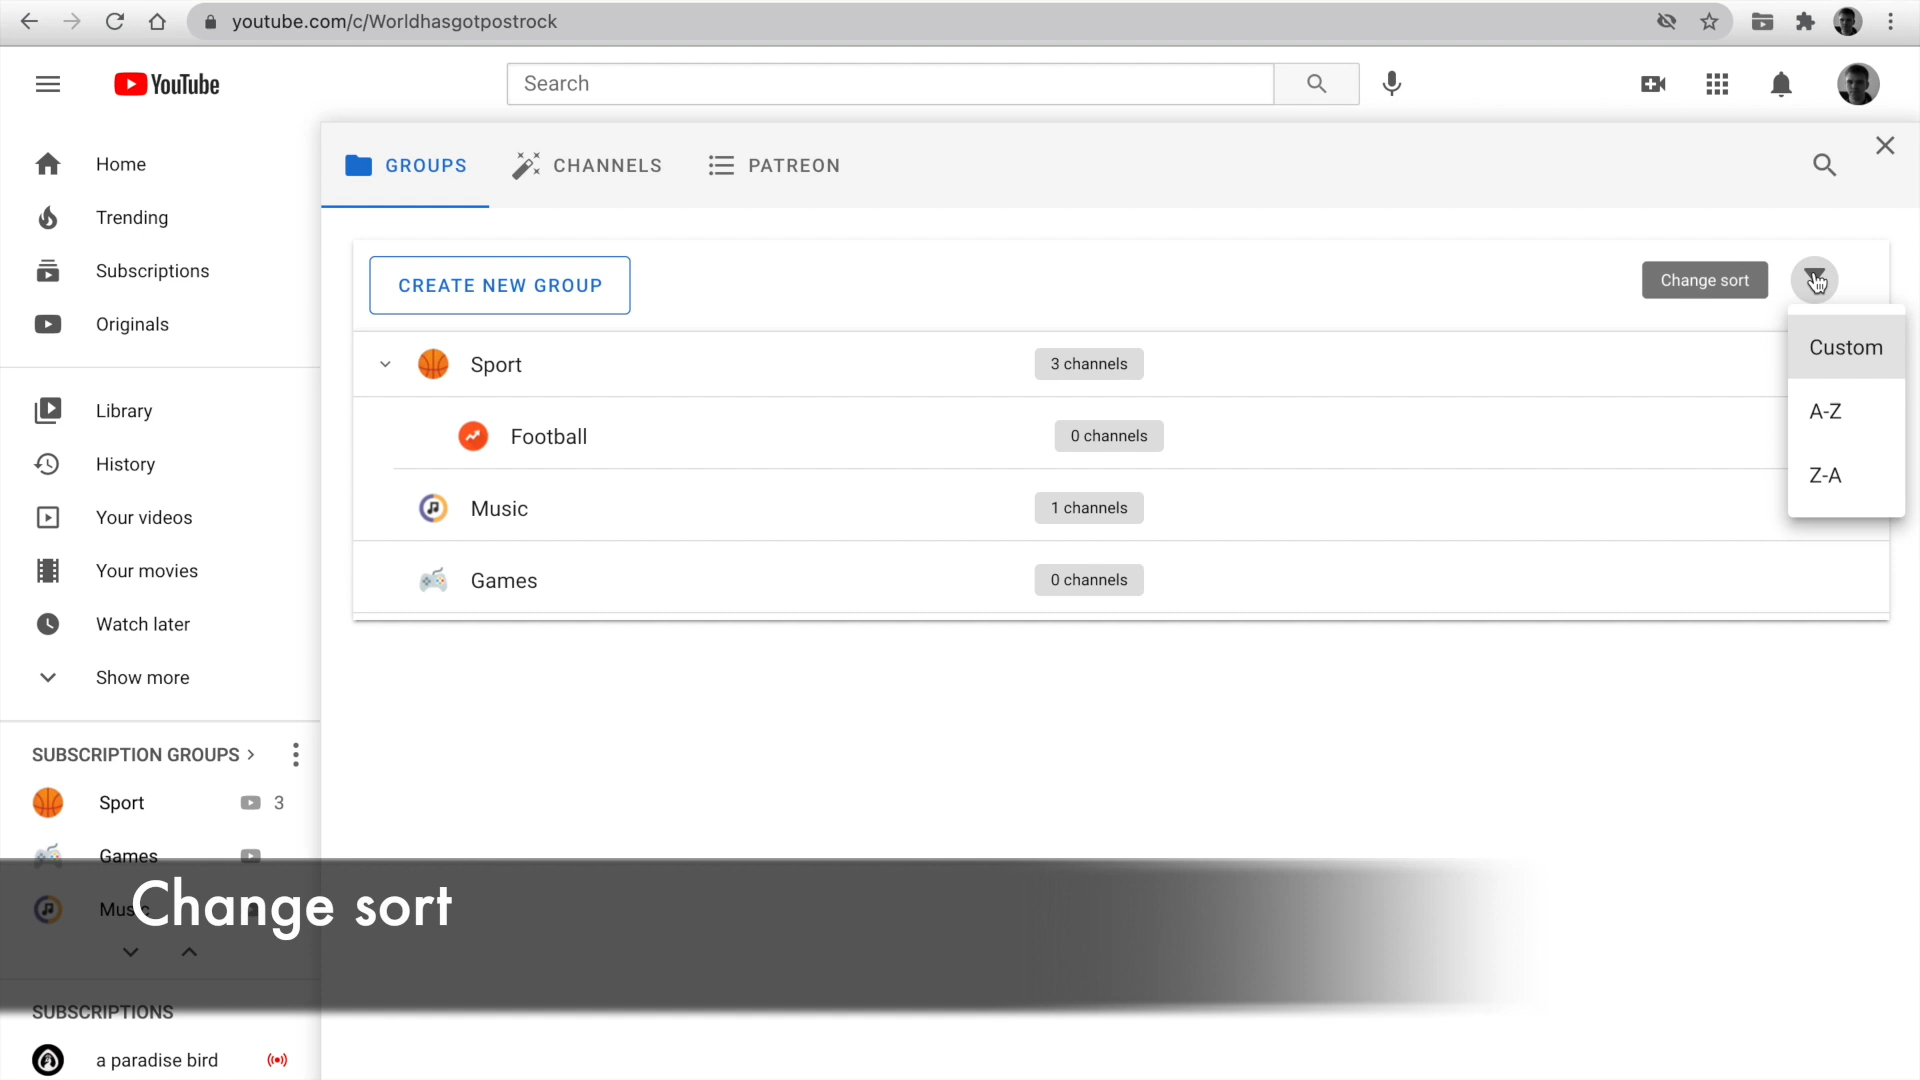 youtube.com/c/Worldhasgotpostrock
YouTube
Search
Home
Trending
Subscriptions
Originals
Library
History
Your videos
Your movies
Watch later
Show more
SUBSCRIPTION GROUPS
Sport 3
Games
Music
SUBSCRIPTIONS
a paradise bird
GROUPS CHANNELS PATREON
CREATE NEW GROUP
Change sort
Custom
A-Z
Z-A
Sport 3 channels
Football 0 channels
Music 1 channels
Games 0 channels
Change sort